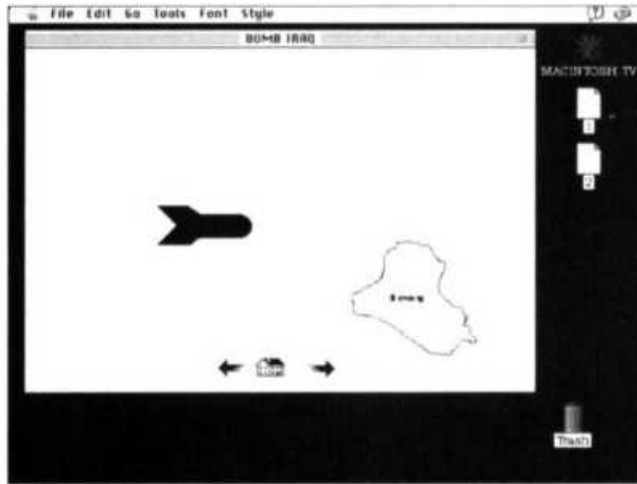 File Edit Go Tools Font Style
BOMB IRAQ
MACINTOSH TV
1
2
Iraq
Trash